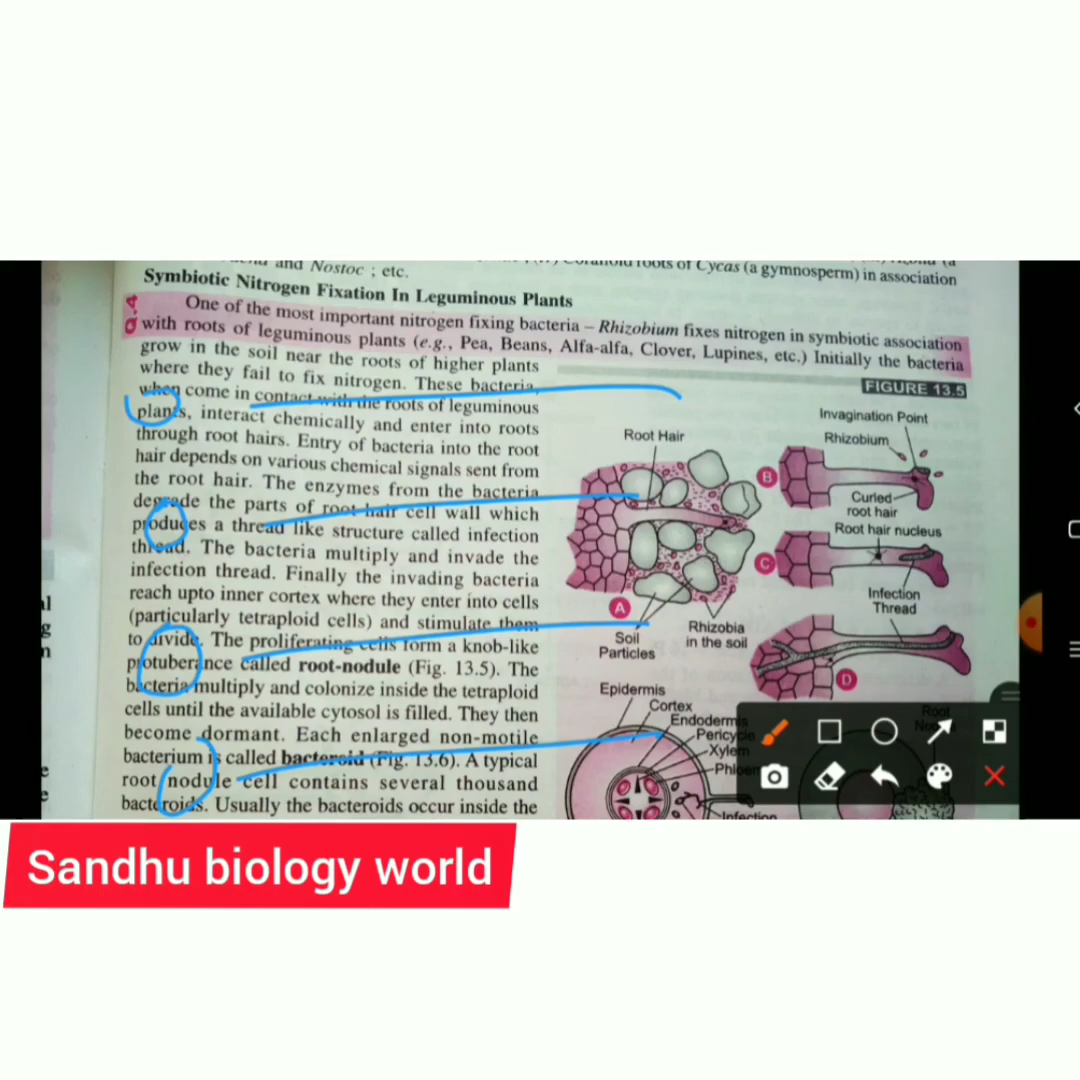 and Nostoc ; etc.
roots of Cycas (a gymnosperm) in association
Symbiotic Nitrogen Fixation In Leguminous Plants
Q.4
One of the most important nitrogen fixing bacteria – Rhizobium fixes nitrogen in symbiotic association
with roots of leguminous plants (e.g., Pea, Beans, Alfa-alfa, Clover, Lupines, etc.) Initially the bacteria
grow in the soil near the roots of higher plants
where they fail to fix nitrogen. These bacteria,
when come in contact with the roots of leguminous
plants, interact chemically and enter into roots
through root hairs. Entry of bacteria into the root
hair depends on various chemical signals sent from
the root hair. The enzymes from the bacteria
degrade the parts of root hair cell wall which
produces a thread like structure called infection
thread. The bacteria multiply and invade the
infection thread. Finally the invading bacteria
reach upto inner cortex where they enter into cells
(particularly tetraploid cells) and stimulate them
to divide. The proliferating cells form a knob-like
protuberance called root-nodule (Fig. 13.5). The
bacteria multiply and colonize inside the tetraploid
cells until the available cytosol is filled. They then
become dormant. Each enlarged non-motile
bacterium is called bacteroid (Fig. 13.6). A typical
root nodule cell contains several thousand
bacteroids. Usually the bacteroids occur inside the
FIGURE 13.5
Invagination Point
Root Hair
Rhizobium
B
Curled
root hair
Root hair nucleus
C
Infection
Thread
A
Soil
Particles
Rhizobia
in the soil
D
Epidermis
Cortex
Endodermis
Pericycle
Xylem
Phloem
Root
Infection
Sandhu biology world